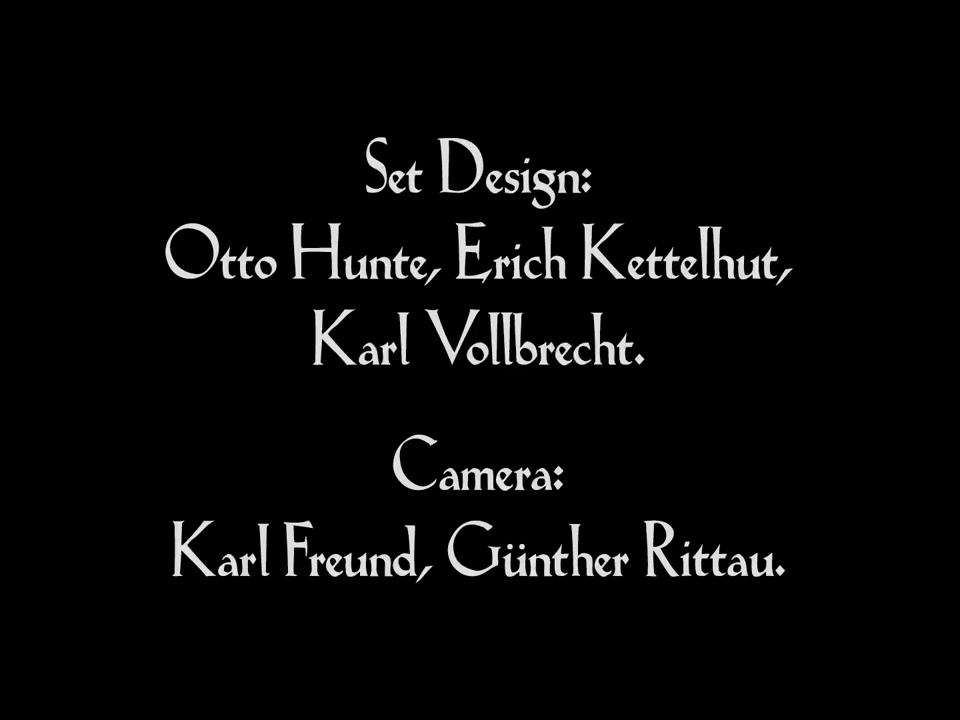 Set Design:
Otto Hunte, Erich Kettelhut,
Karl Vollbrecht.
Camera:
Karl Freund, Günther Rittau.